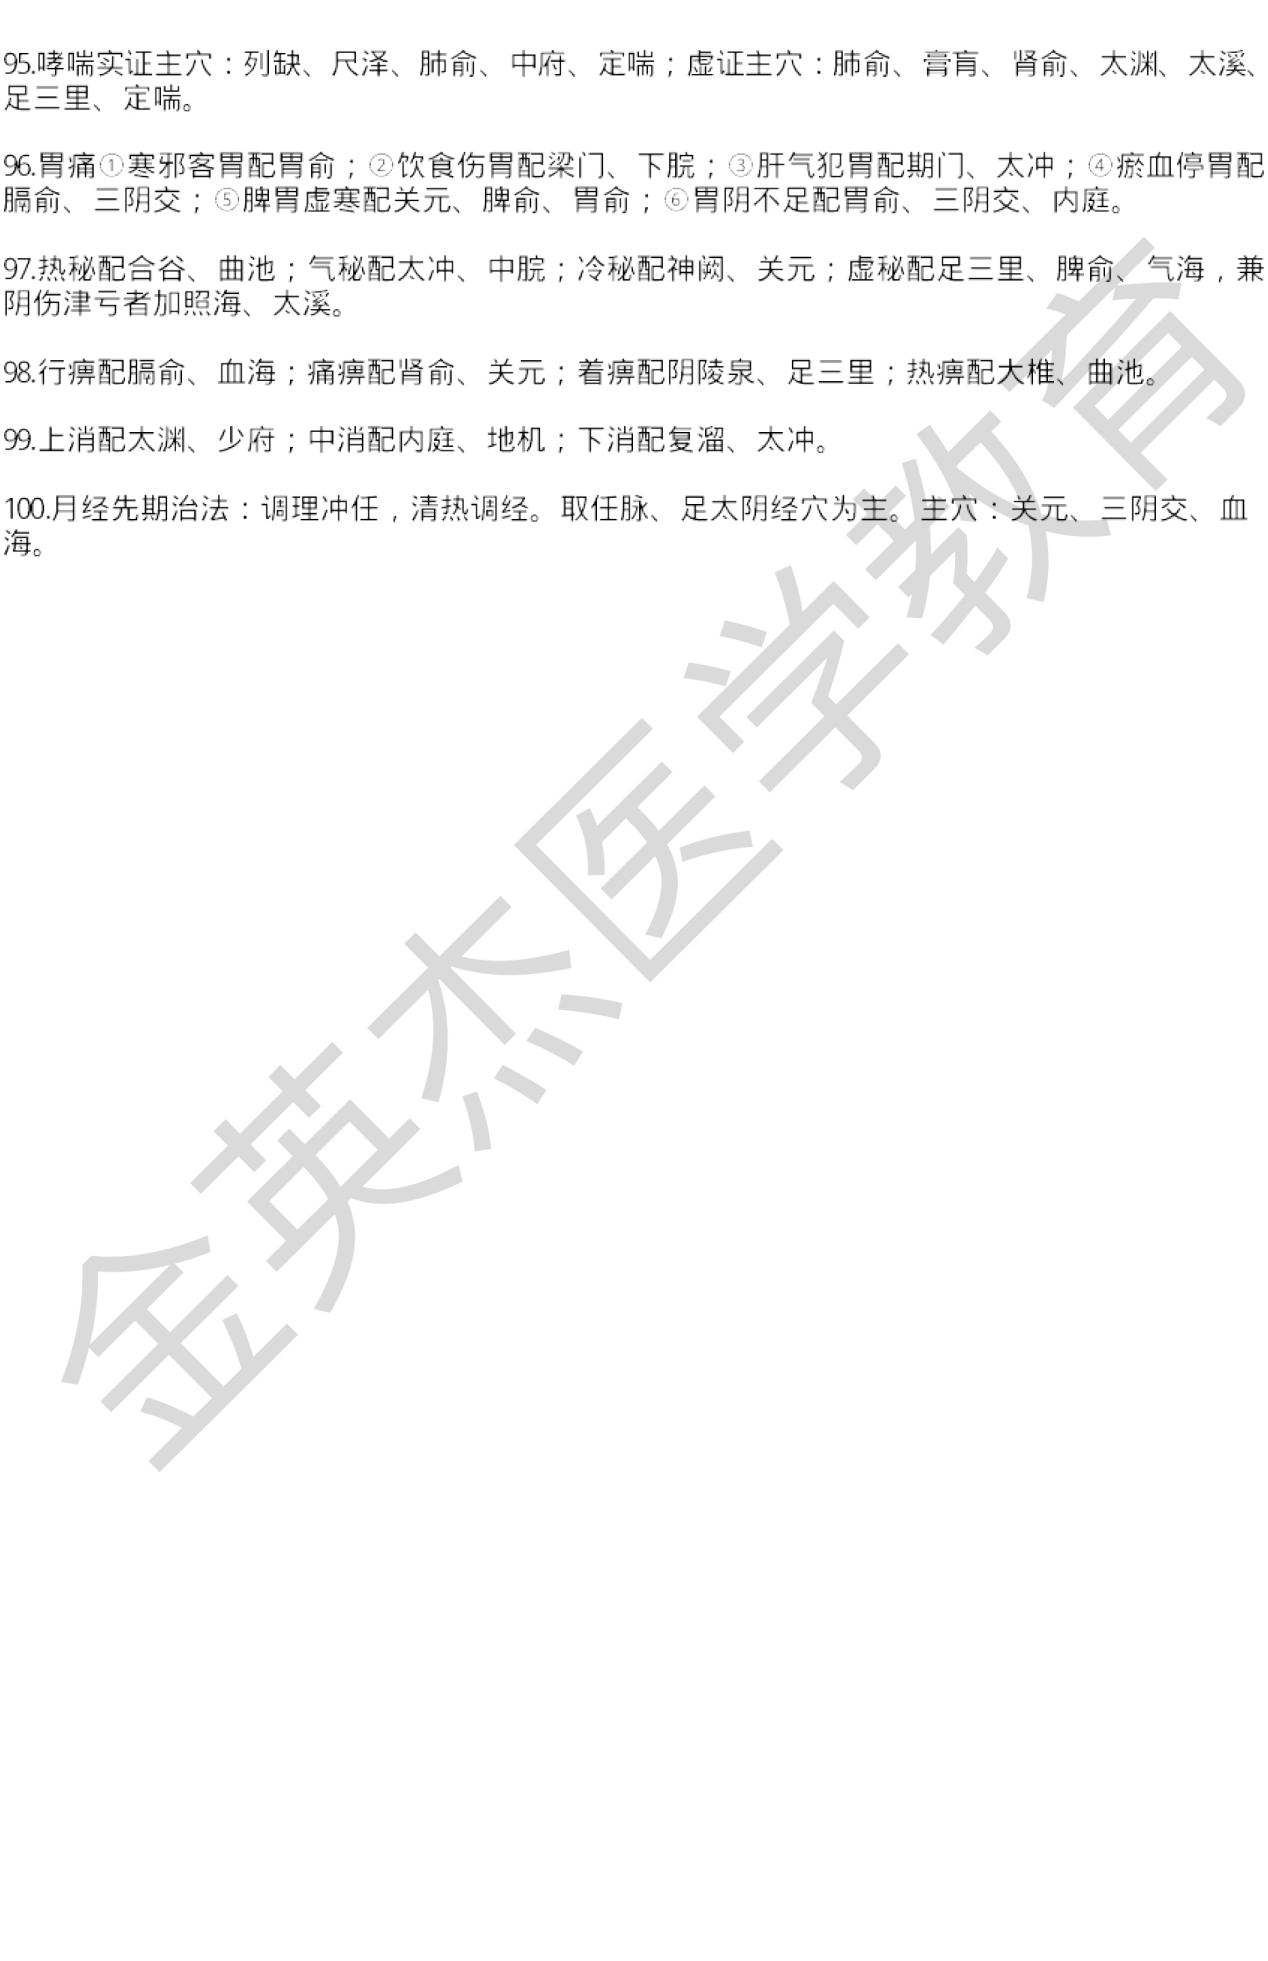 95.哮喘实证主穴：列缺、尺泽、肺俞、中府、定喘；虚证主穴：肺俞、膏肓、肾俞、太渊、太溪、
足三里、定喘。
96.胃痛①寒邪客胃配胃俞；②饮食伤胃配梁门、下脘；③肝气犯胃配期门、太冲；④瘀血停胃配
膈俞、三阴交；⑤脾胃虚寒配关元、脾俞、胃俞；⑥胃阴不足配胃俞、三阴交、内庭。
97.热秘配合谷、曲池；气秘配太冲、中脘；冷秘配神阙、关元；虚秘配足三里、脾俞、气海，兼
阴伤津亏者加照海、太溪。
98.行痹配膈俞、血海；痛痹配肾俞、关元；着痹配阴陵泉、足三里；热痹配大椎、曲池。
99.上消配太渊、少府；中消配内庭、地机；下消配复溜、太冲。
100.月经先期治法：调理冲任，清热调经。取任脉、足太阴经穴为主。主穴：关元、三阴交、血
海。
金英杰医学教育